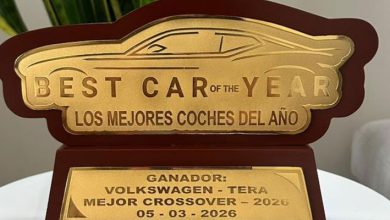 BEST CAR OF THE YEAR
LOS MEJORES COCHES DEL AÑO
GANADOR:
VOLKSWAGEN - TERA
MEJOR CROSSOVER – 2026
05 - 03 - 2026